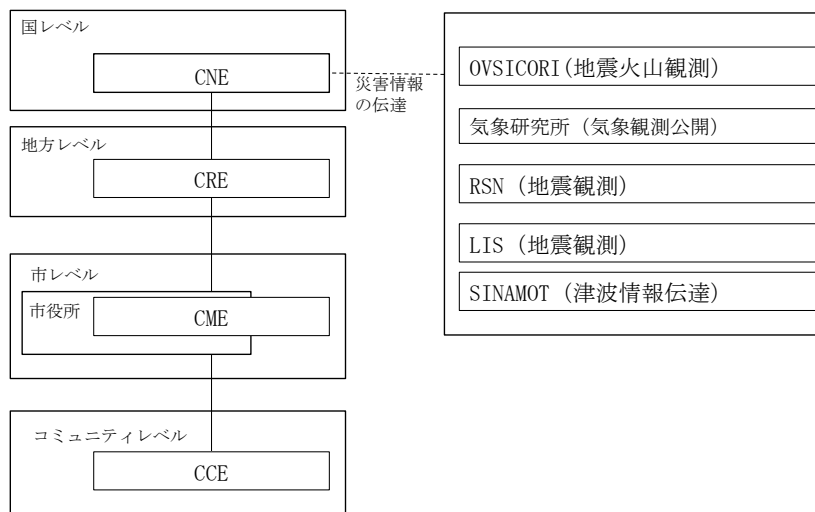 国レベル
CNE
災害情報
の伝達
地方レベル
CRE
市レベル
市役所
CME
コミュニティレベル
CCE
OVSICORI(地震火山観測)
気象研究所（気象観測公開）
RSN（地震観測）
LIS（地震観測）
SINAMOT（津波情報伝達）